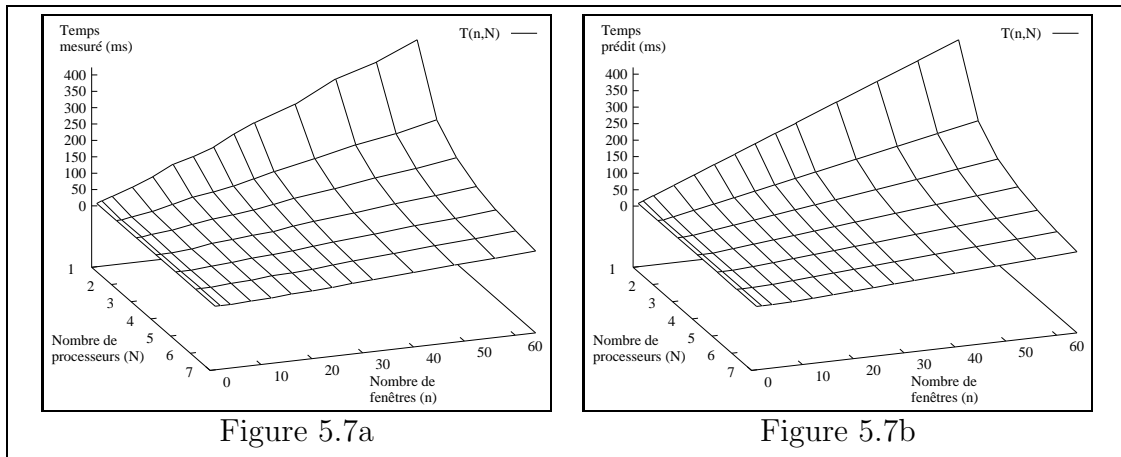 Temps
mesuré (ms)
T(n,N)
400
350
300
250
200
150
100
50
0
1
2
3
4
5
6
7
Nombre de
processeurs (N)
0
10
20
30
40
50
60
Nombre de
fenêtres (n)
Figure 5.7a
Temps
prédit (ms)
T(n,N)
400
350
300
250
200
150
100
50
0
1
2
3
4
5
6
7
Nombre de
processeurs (N)
0
10
20
30
40
50
60
Nombre de
fenêtres (n)
Figure 5.7b